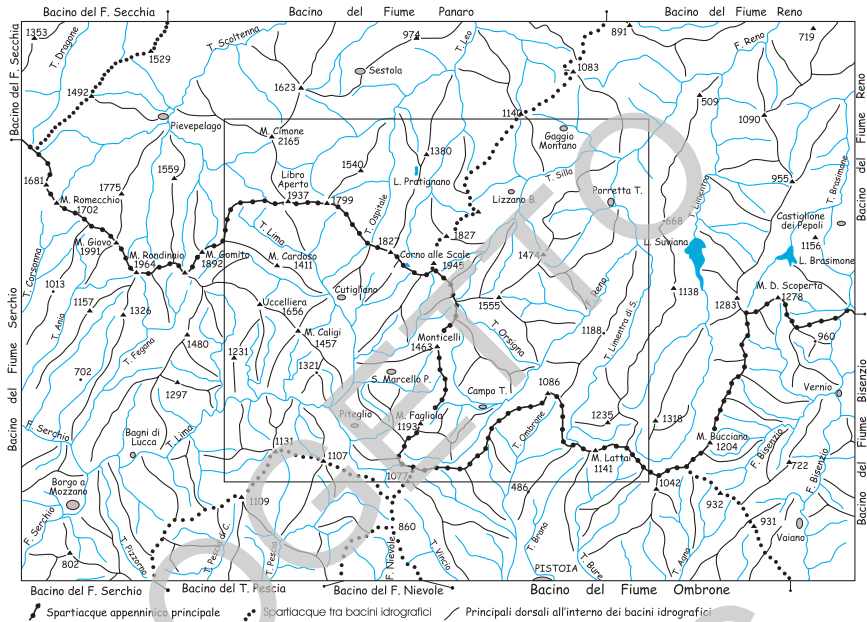 Bacino del F. Secchia
Bacino del Fiume Panaro
Bacino del Fiume Reno
Bacino del F. Secchia
1353
T. Dragone
1529
1492
T. Scoltenna
974
T. Leo
Sestola
1623
1083
891
F. Reno
719
509
1090
Pievepelago
M. Cimone
2165
1140
Gaggio
Montano
Bacino del Fiume Reno
1681
M. Romecchio
1702
1775
1559
Libro
Aperto
1937
1540
1380
L. Pratignano
1799
T. Ospitale
Lizzano B.
T. Silla
Porretta T.
T. Limentra
955
T. Brasimone
M. Giovo
1991
M. Rondinaio
1964
M. Gomito
1892
T. Lima
M. Cardoso
1411
1827
Corno alle Scale
1945
1827
1474
668
L. Suviana
Castiglione
dei Pepoli
1156
L. Brasimone
T. Corsonna
1013
1157
1326
T. Ania
T. Fegana
1480
Cutigliano
Uccelliera
1656
M. Caligi
1457
1555
F. Reno
T. Orsigna
1188
T. Limentra di S.
1138
1283
M. D. Scoperta
1278
960
Bacino del Fiume Serchio
702
1297
1231
1321
Monticelli
1463
S. Marcello P.
Campo T.
1086
Vernio
Piteglio
M. Fagliola
1193
T. Ombrone
1235
1318
M. Bucciana
1204
F. Serchio
Bagni di
Lucca
T. Lima
1131
1107
1077
M. Lattai
1141
1042
F. Bisenzio
722
F. Bisenzio
Bacino del Fiume Bisenzio
Borgo a
Mozzano
F. Serchio
802
T. Pizzorno
1109
T. Pescia di C.
T. Pescia
860
F. Nievole
T. Vincio
486
T. Brana
T. Bure
T. Agna
932
931
Vaiano
PISTOIA
Bacino del F. Serchio
Bacino del T. Pescia
Bacino del F. Nievole
Bacino del Fiume Ombrone
Spartiacque appenninico principale
Spartiacque tra bacini idrografici
Principali dorsali all'interno dei bacini idrografici